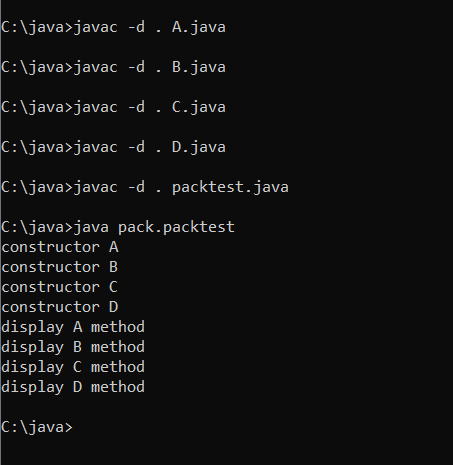 C:\java>javac -d . A.java
C:\java>javac -d . B.java
C:\java>javac -d . C.java
C:\java>javac -d . D.java
C:\java>javac -d . packtest.java
C:\java>java pack.packtest
constructor A
constructor B
constructor C
constructor D
display A method
display B method
display C method
display D method
C:\java>